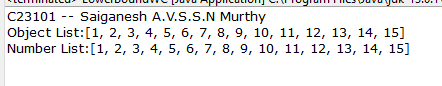 C23101 -- Saiganesh A.V.S.S.N Murthy
Object List:[1, 2, 3, 4, 5, 6, 7, 8, 9, 10, 11, 12, 13, 14, 15]
Number List:[1, 2, 3, 4, 5, 6, 7, 8, 9, 10, 11, 12, 13, 14, 15]